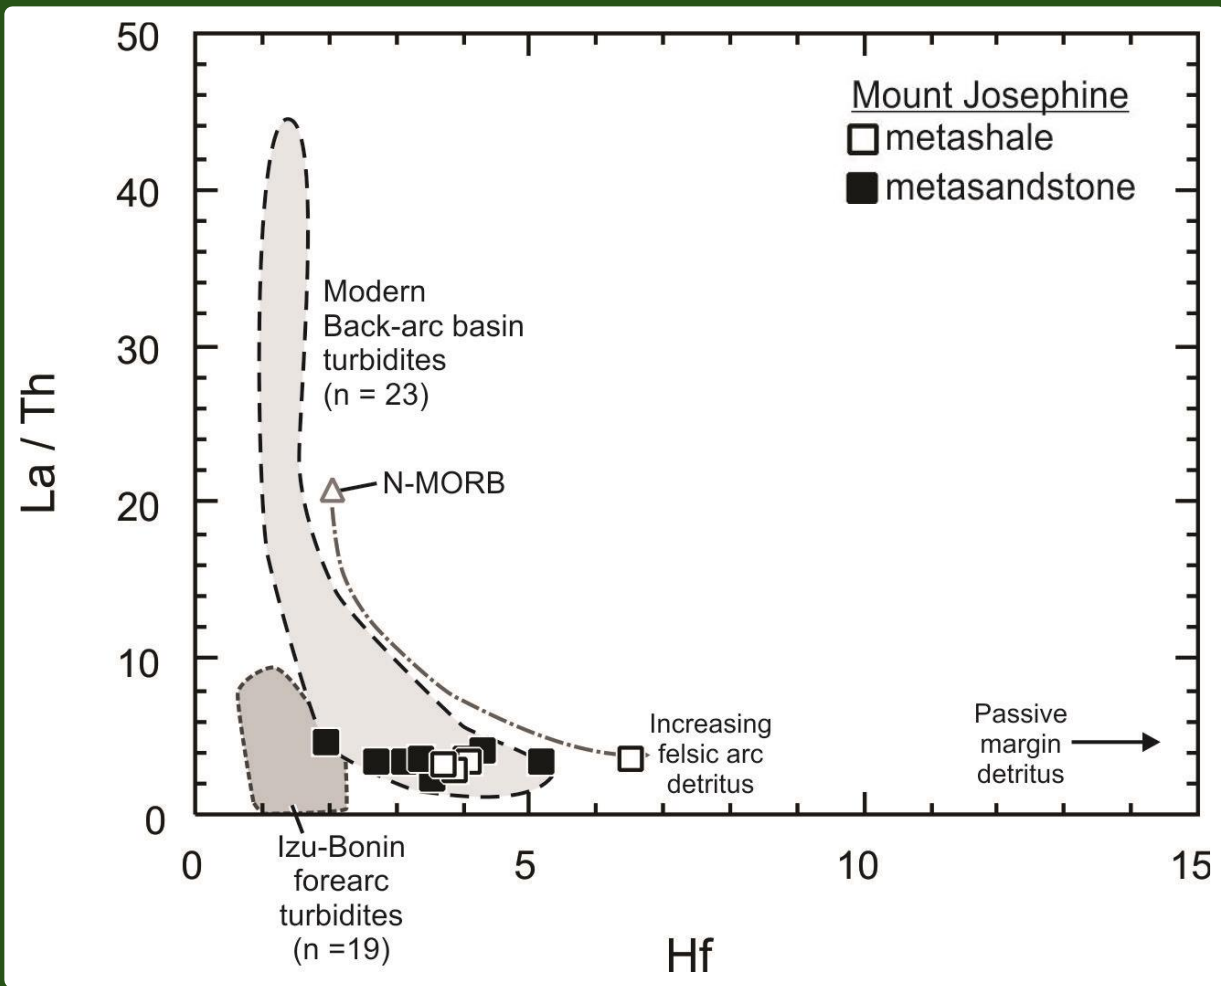 50
40
30
20
10
0
La / Th
Mount Josephine
metashale
metasandstone
Modern
Back-arc basin
turbidites
(n = 23)
N-MORB
Increasing
felsic arc
detritus
Passive
margin
detritus
Izu-Bonin
forearc
turbidites
(n =19)
0
5
10
15
Hf